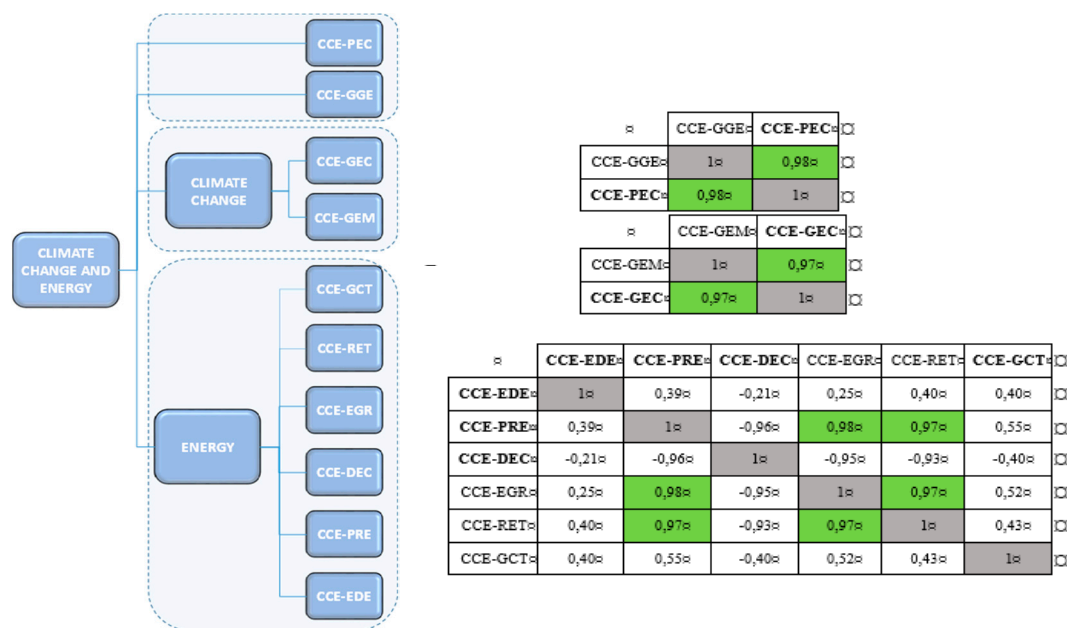 CCE-PEC
CCE-GGE
CLIMATE
CHANGE
CCE-GEC
CCE-GEM
CLIMATE
CHANGE AND
ENERGY
ENERGY
CCE-GCT
CCE-RET
CCE-EGR
CCE-DEC
CCE-PRE
CCE-EDE
–
¤ CCE-GGE¤ CCE-PEC¤ ¤
CCE-GGE¤ 1¤ 0,98¤ ¤
CCE-PEC¤ 0,98¤ 1¤ ¤
¤ CCE-GEM¤ CCE-GEC¤ ¤
CCE-GEM¤ 1¤ 0,97¤ ¤
CCE-GEC¤ 0,97¤ 1¤ ¤
¤ CCE-EDE¤ CCE-PRE¤ CCE-DEC¤ CCE-EGR¤ CCE-RET¤ CCE-GCT¤ ¤
CCE-EDE¤ 1¤ 0,39¤ -0,21¤ 0,25¤ 0,40¤ 0,40¤ ¤
CCE-PRE¤ 0,39¤ 1¤ -0,96¤ 0,98¤ 0,97¤ 0,55¤ ¤
CCE-DEC¤ -0,21¤ -0,96¤ 1¤ -0,95¤ -0,93¤ -0,40¤ ¤
CCE-EGR¤ 0,25¤ 0,98¤ -0,95¤ 1¤ 0,97¤ 0,52¤ ¤
CCE-RET¤ 0,40¤ 0,97¤ -0,93¤ 0,97¤ 1¤ 0,43¤ ¤
CCE-GCT¤ 0,40¤ 0,55¤ -0,40¤ 0,52¤ 0,43¤ 1¤ ¤